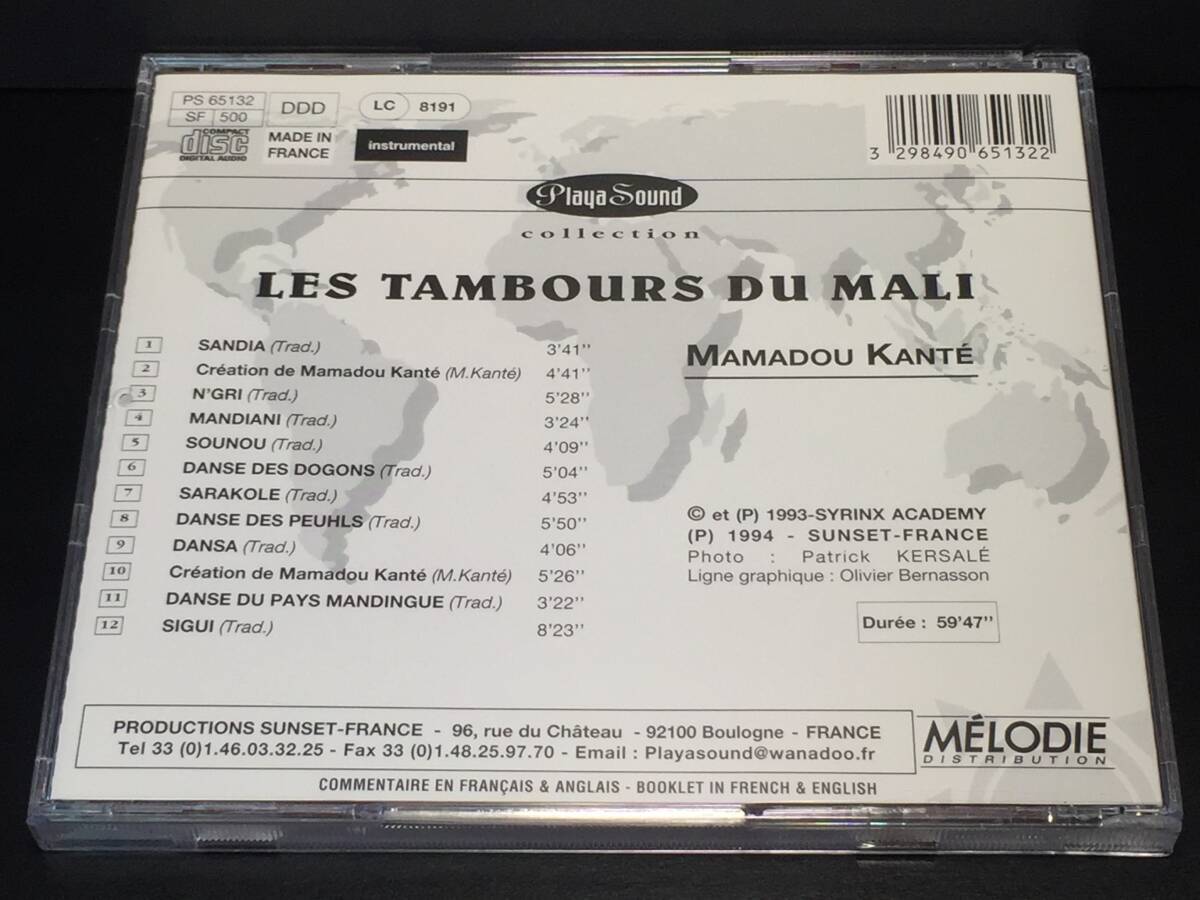 PS 65132
SF 500
DDD
LC 8191
COMPACT
disc
DIGITAL AUDIO
MADE IN
FRANCE
instrumental
3 298490 651322
Playa Sound
collection
LES TAMBOURS DU MALI
MAMADOU KANTÉ
1 SANDIA (Trad.) 3'41''
2 Création de Mamadou Kanté (M.Kanté) 4'41''
3 N'GRI (Trad.) 5'28''
4 MANDIANI (Trad.) 3'24''
5 SOUNOU (Trad.) 4'09''
6 DANSE DES DOGONS (Trad.) 5'04''
7 SARAKOLE (Trad.) 4'53''
8 DANSE DES PEUHLS (Trad.) 5'50''
9 DANSA (Trad.) 4'06''
10 Création de Mamadou Kanté (M.Kanté) 5'26''
11 DANSE DU PAYS MANDINGUE (Trad.) 3'22''
12 SIGUI (Trad.) 8'23''
© et (P) 1993-SYRINX ACADEMY
(P) 1994 - SUNSET-FRANCE
Photo : Patrick KERSALÉ
Ligne graphique : Olivier Bernasson
Durée : 59'47''
PRODUCTIONS SUNSET-FRANCE - 96, rue du Château - 92100 Boulogne - FRANCE
Tel 33 (0)1.46.03.32.25 - Fax 33 (0)1.48.25.97.70 - Email : Playasound@wanadoo.fr
MÉLODIE
DISTRIBUTION
COMMENTAIRE EN FRANÇAIS & ANGLAIS - BOOKLET IN FRENCH & ENGLISH